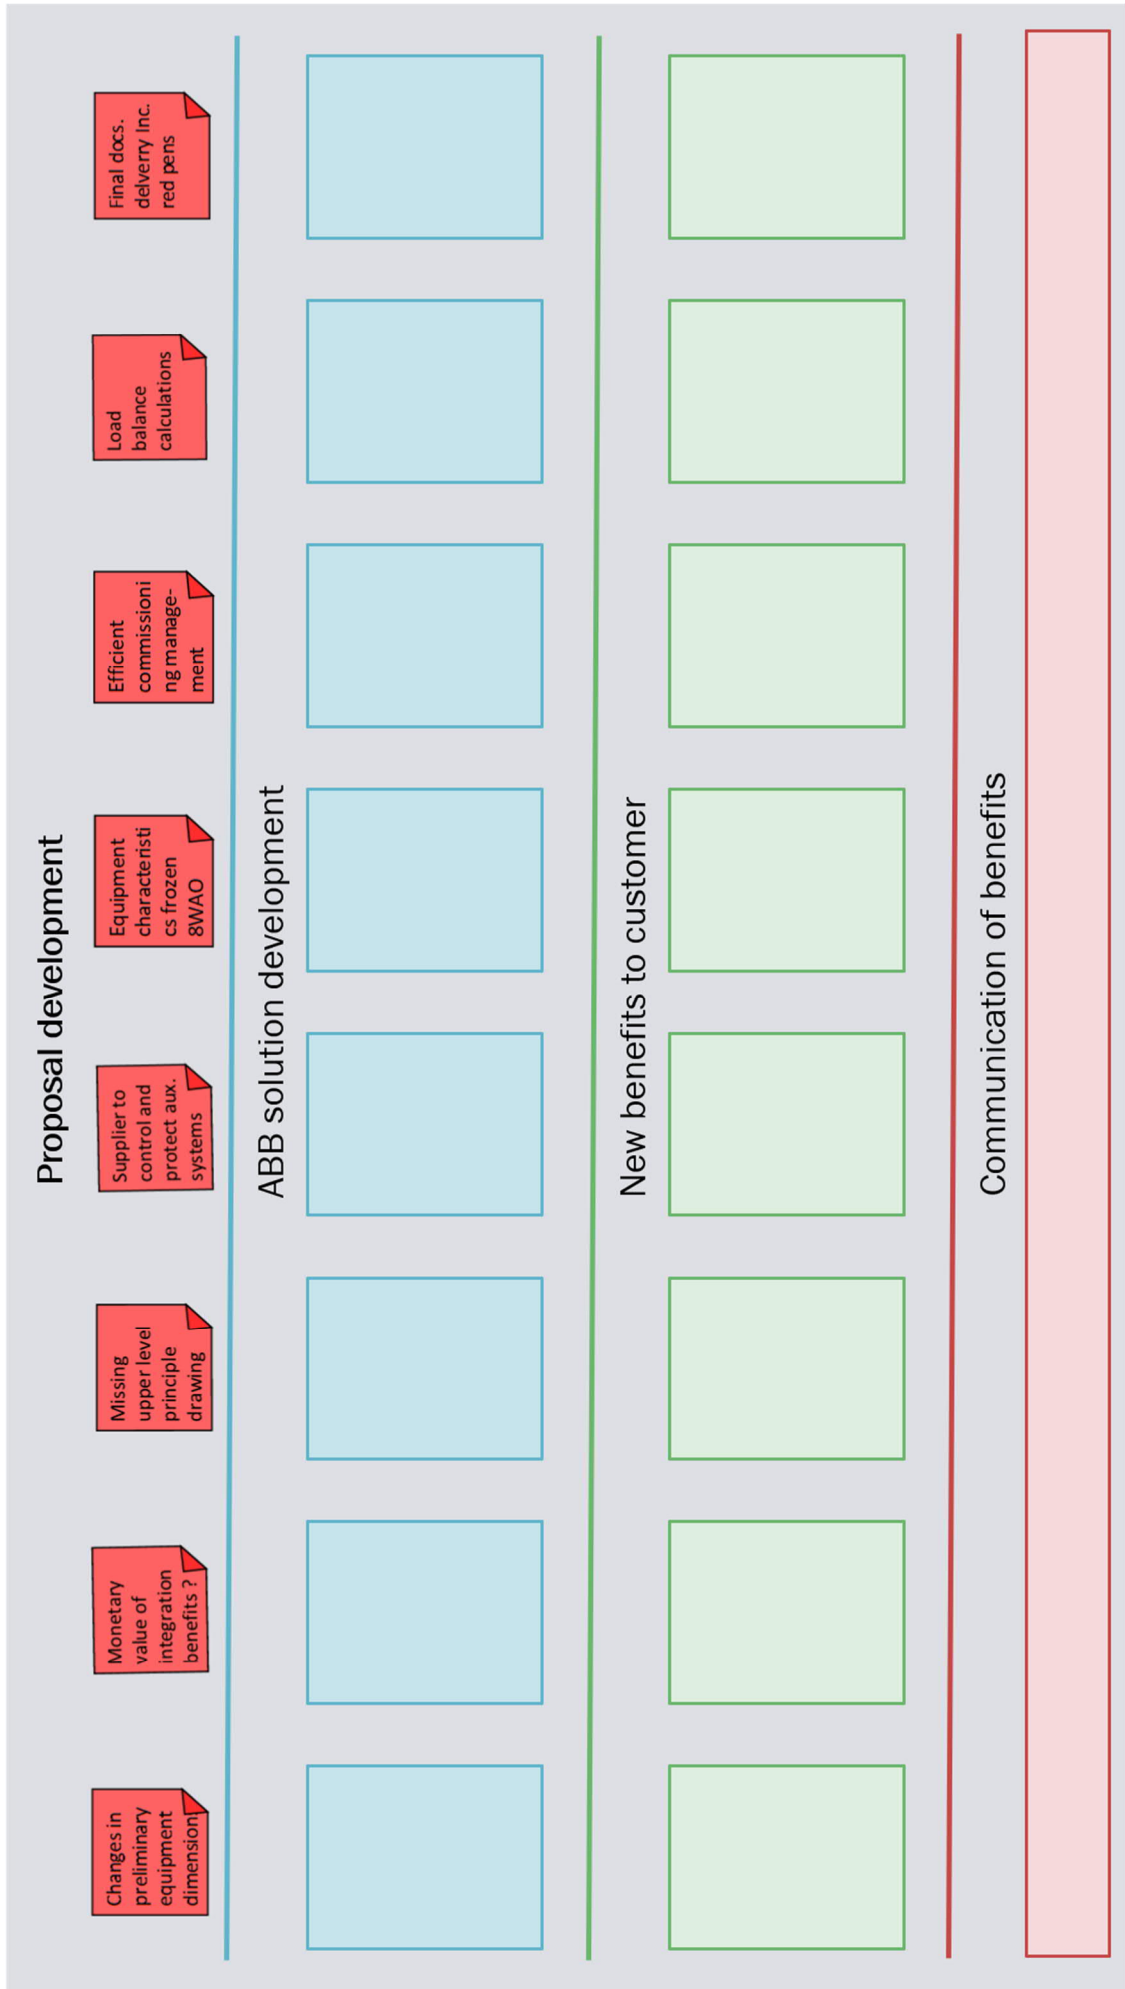 Proposal development
Changes in
preliminary
equipment
dimension
Monetary
value of
integration
benefits ?
Missing
upper level
principle
drawing
Supplier to
control and
protect aux.
systems
Equipment
characteristi
cs frozen
8WAO
Efficient
commissioni
ng manage-
ment
Load
balance
calculations
Final docs.
delverry Inc.
red pens
ABB solution development
New benefits to customer
Communication of benefits